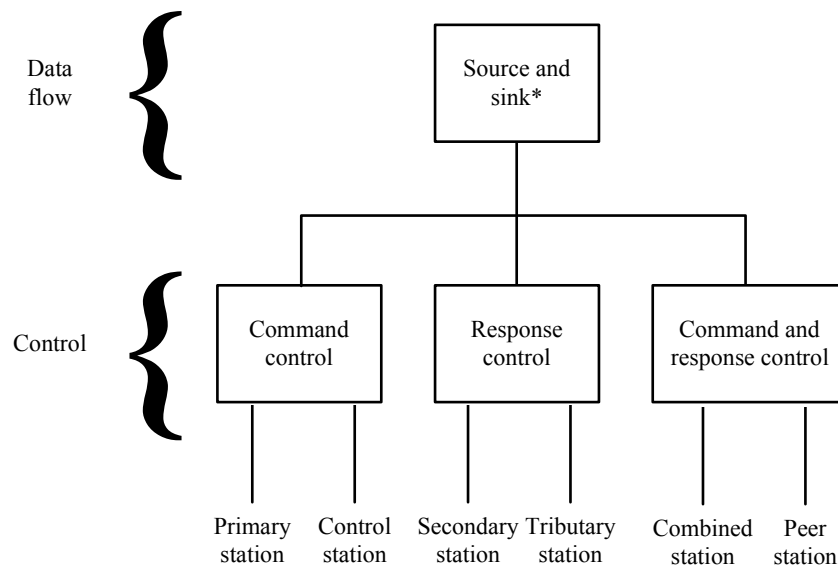 Data
flow
Source and
sink*
Control
Command
control
Response
control
Command and
response control
Primary
station
Control
station
Secondary
station
Tributary
station
Combined
station
Peer
station